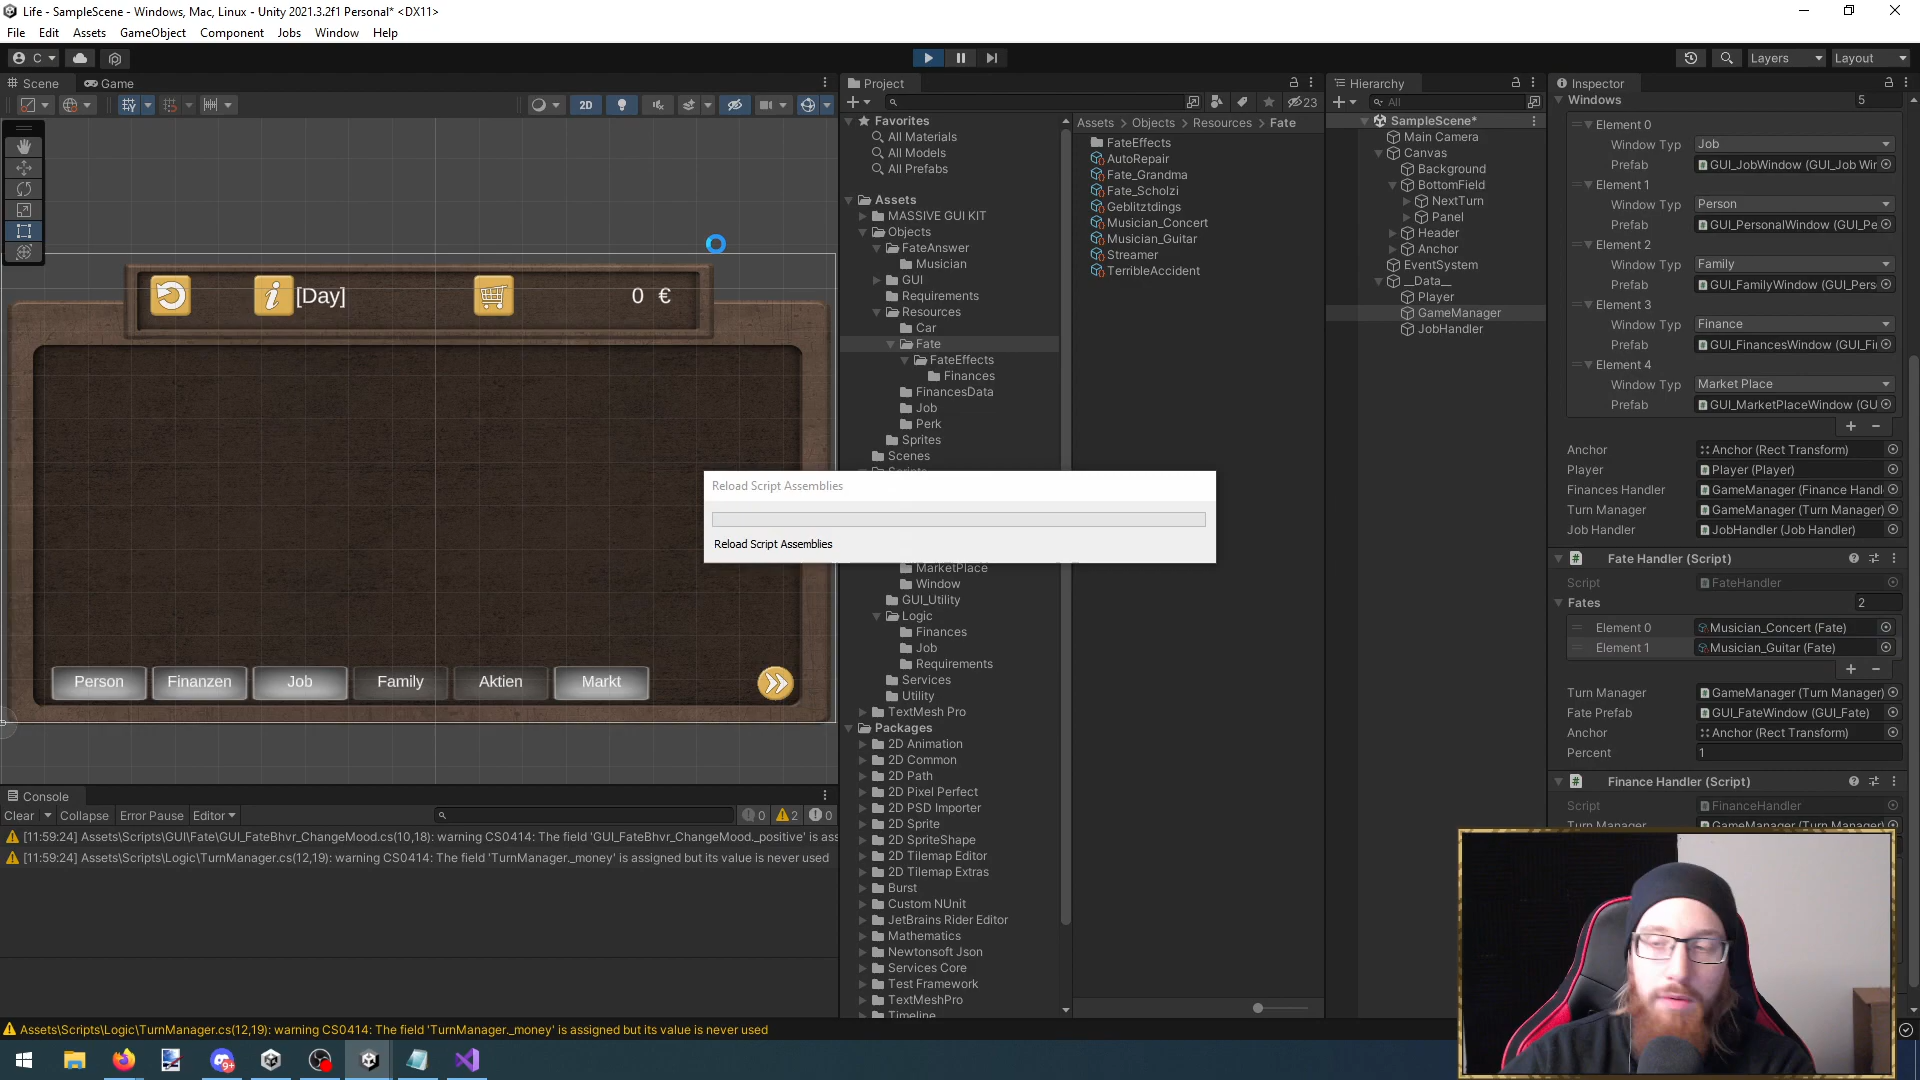 Life - SampleScene - Windows, Mac, Linux - Unity 2021.3.2f1 Personal* <DX11>
File Edit Assets GameObject Component Jobs Window Help
C
Layers
Layout
Scene
Game
2D
Project
23
Favorites
All Materials
All Models
All Prefabs
Assets
MASSIVE GUI KIT
Objects
FateAnswer
Musician
GUI
Requirements
Resources
Car
Fate
FateEffects
Finances
FinancesData
Job
Perk
Sprites
Scenes
MarketPlace
Window
GUI_Utility
Logic
Finances
Job
Requirements
Services
Utility
TextMesh Pro
Packages
2D Animation
2D Common
2D Path
2D Pixel Perfect
2D PSD Importer
2D Sprite
2D SpriteShape
2D Tilemap Editor
2D Tilemap Extras
Burst
Custom NUnit
JetBrains Rider Editor
Mathematics
Newtonsoft Json
Services Core
Test Framework
TextMeshPro
Timeline
Assets > Objects > Resources > Fate
FateEffects
AutoRepair
Fate_Grandma
Fate_Scholzi
Geblitztdings
Musician_Concert
Musician_Guitar
Streamer
TerribleAccident
Hierarchy
All
SampleScene*
Main Camera
Canvas
Background
BottomField
NextTurn
Panel
Header
Anchor
EventSystem
__Data__
Player
GameManager
JobHandler
Inspector
Windows 5
Element 0
Window Typ Job
Prefab GUI_JobWindow (GUI_Job Wir
Element 1
Window Typ Person
Prefab GUI_PersonalWindow (GUI_Pe
Element 2
Window Typ Family
Prefab GUI_FamilyWindow (GUI_Pers
Element 3
Window Typ Finance
Prefab GUI_FinancesWindow (GUI_Fi
Element 4
Window Typ Market Place
Prefab GUI_MarketPlaceWindow (GU
Anchor Anchor (Rect Transform)
Player Player (Player)
Finances Handler GameManager (Finance Handl
Turn Manager GameManager (Turn Manager)
Job Handler JobHandler (Job Handler)
Fate Handler (Script)
Script FateHandler
Fates 2
Element 0 Musician_Concert (Fate)
Element 1 Musician_Guitar (Fate)
Turn Manager GameManager (Turn Manager)
Fate Prefab GUI_FateWindow (GUI_Fate)
Anchor Anchor (Rect Transform)
Percent 1
Finance Handler (Script)
Script FinanceHandler
Turn Manager GameManager (Turn Manager)
[Day]
0 €
Person Finanzen Job Family Aktien Markt
Reload Script Assemblies
Reload Script Assemblies
Console
Clear Collapse Error Pause Editor
0 2 0
[11:59:24] Assets\Scripts\GUI\Fate\GUI_FateBhvr_ChangeMood.cs(10,18): warning CS0414: The field 'GUI_FateBhvr_ChangeMood._positive' is ass
[11:59:24] Assets\Scripts\Logic\TurnManager.cs(12,19): warning CS0414: The field 'TurnManager._money' is assigned but its value is never used
Assets\Scripts\Logic\TurnManager.cs(12,19): warning CS0414: The field 'TurnManager._money' is assigned but its value is never used
9+